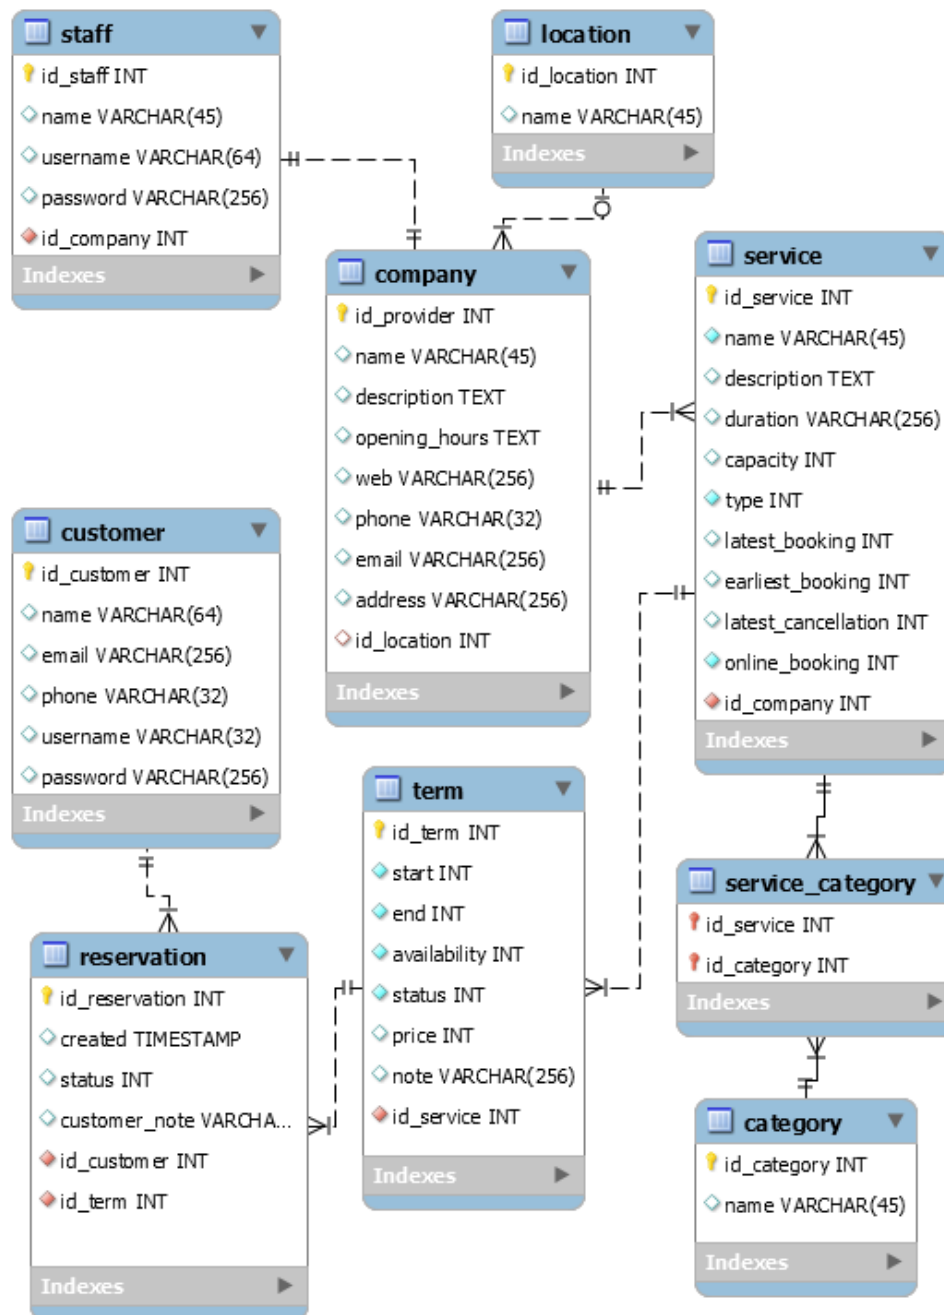 staff
id_staff INT
name VARCHAR(45)
username VARCHAR(64)
password VARCHAR(256)
id_company INT
Indexes
location
id_location INT
name VARCHAR(45)
Indexes
company
id_provider INT
name VARCHAR(45)
description TEXT
opening_hours TEXT
web VARCHAR(256)
phone VARCHAR(32)
email VARCHAR(256)
address VARCHAR(256)
id_location INT
Indexes
service
id_service INT
name VARCHAR(45)
description TEXT
duration VARCHAR(256)
capacity INT
type INT
latest_booking INT
earliest_booking INT
latest_cancellation INT
online_booking INT
id_company INT
Indexes
customer
id_customer INT
name VARCHAR(64)
email VARCHAR(256)
phone VARCHAR(32)
username VARCHAR(32)
password VARCHAR(256)
Indexes
term
id_term INT
start INT
end INT
availability INT
status INT
price INT
note VARCHAR(256)
id_service INT
Indexes
service_category
id_service INT
id_category INT
Indexes
reservation
id_reservation INT
created TIMESTAMP
status INT
customer_note VARCHA...
id_customer INT
id_term INT
Indexes
category
id_category INT
name VARCHAR(45)
Indexes